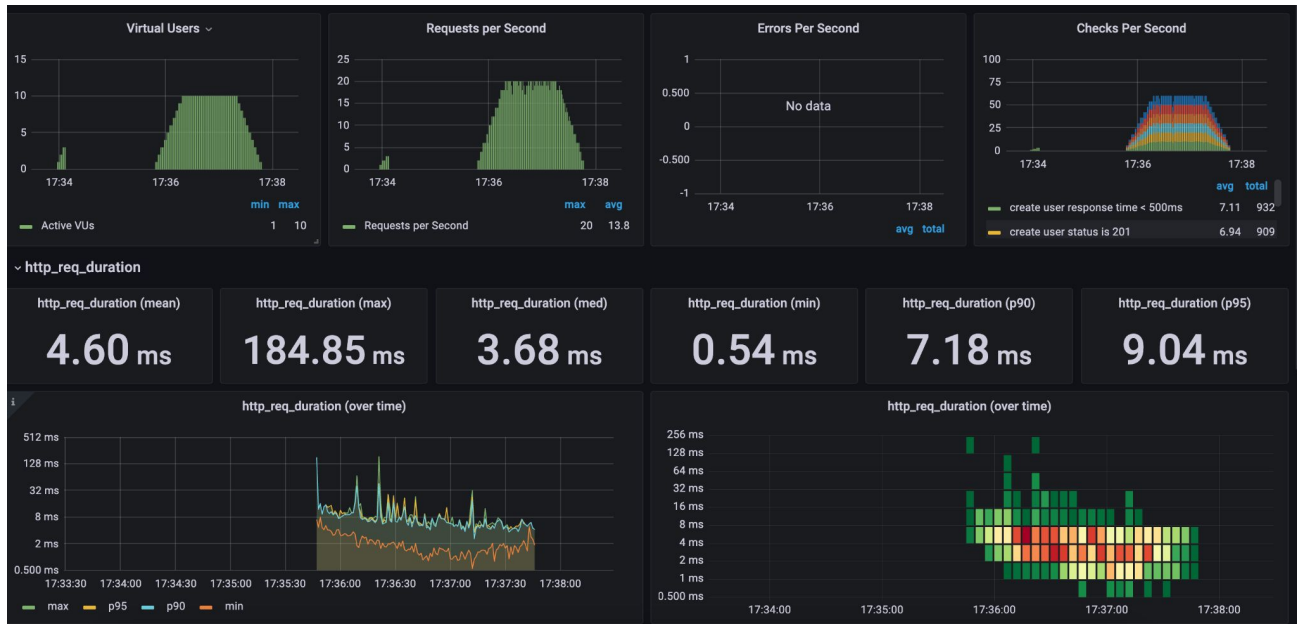 Virtual Users
15
10
5
0
17:34
17:36
17:38
min max
Active VUs 1 10
Requests per Second
25
20
15
10
5
0
17:34
17:36
17:38
max avg
Requests per Second 20 13.8
Errors Per Second
1
0.500
0
-0.500
-1
No data
17:34
17:36
17:38
avg total
Checks Per Second
100
75
50
25
0
17:34
17:36
17:38
avg total
create user response time < 500ms 7.11 932
create user status is 201 6.94 909
http_req_duration
http_req_duration (mean)
4.60 ms
http_req_duration (max)
184.85 ms
http_req_duration (med)
3.68 ms
http_req_duration (min)
0.54 ms
http_req_duration (p90)
7.18 ms
http_req_duration (p95)
9.04 ms
i
http_req_duration (over time)
512 ms
128 ms
32 ms
8 ms
2 ms
0.500 ms
17:33:30 17:34:00 17:34:30 17:35:00 17:35:30 17:36:00 17:36:30 17:37:00 17:37:30 17:38:00
max p95 p90 min
http_req_duration (over time)
256 ms
128 ms
64 ms
32 ms
16 ms
8 ms
4 ms
2 ms
1 ms
0.500 ms
17:34:00 17:35:00 17:36:00 17:37:00 17:38:00